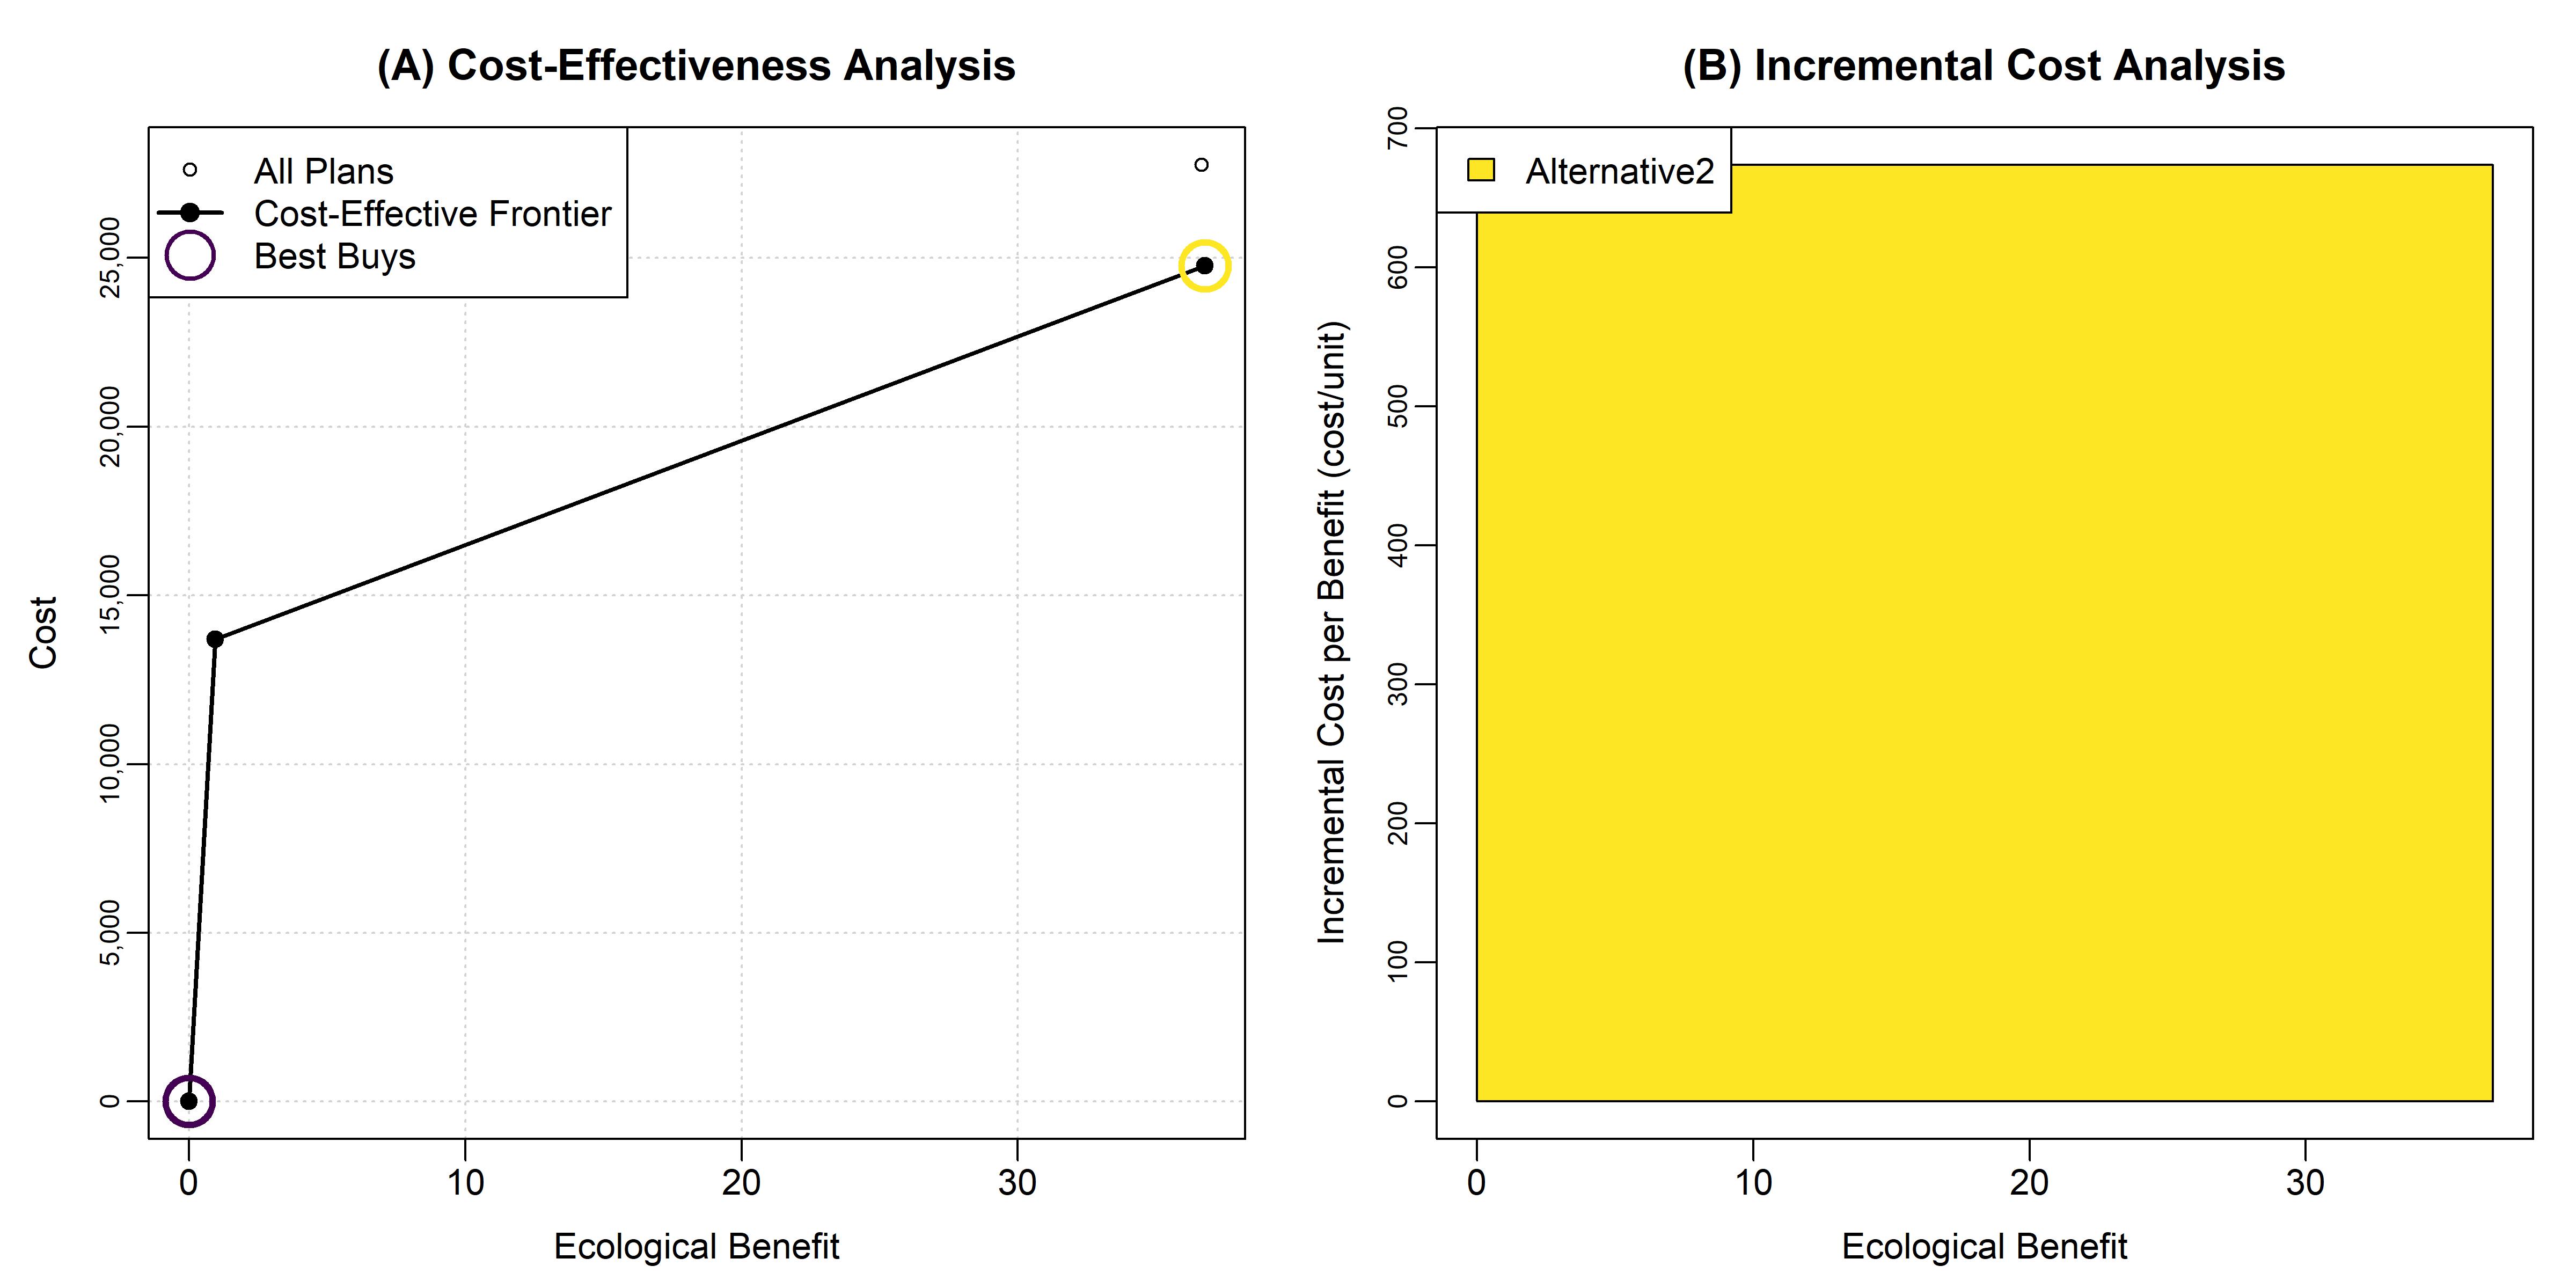 (A) Cost-Effectiveness Analysis
All Plans
Cost-Effective Frontier
Best Buys
Cost
25,000
20,000
15,000
10,000
5,000
0
0 10 20 30
Ecological Benefit
(B) Incremental Cost Analysis
Alternative2
Incremental Cost per Benefit (cost/unit)
700
600
500
400
300
200
100
0
0 10 20 30
Ecological Benefit